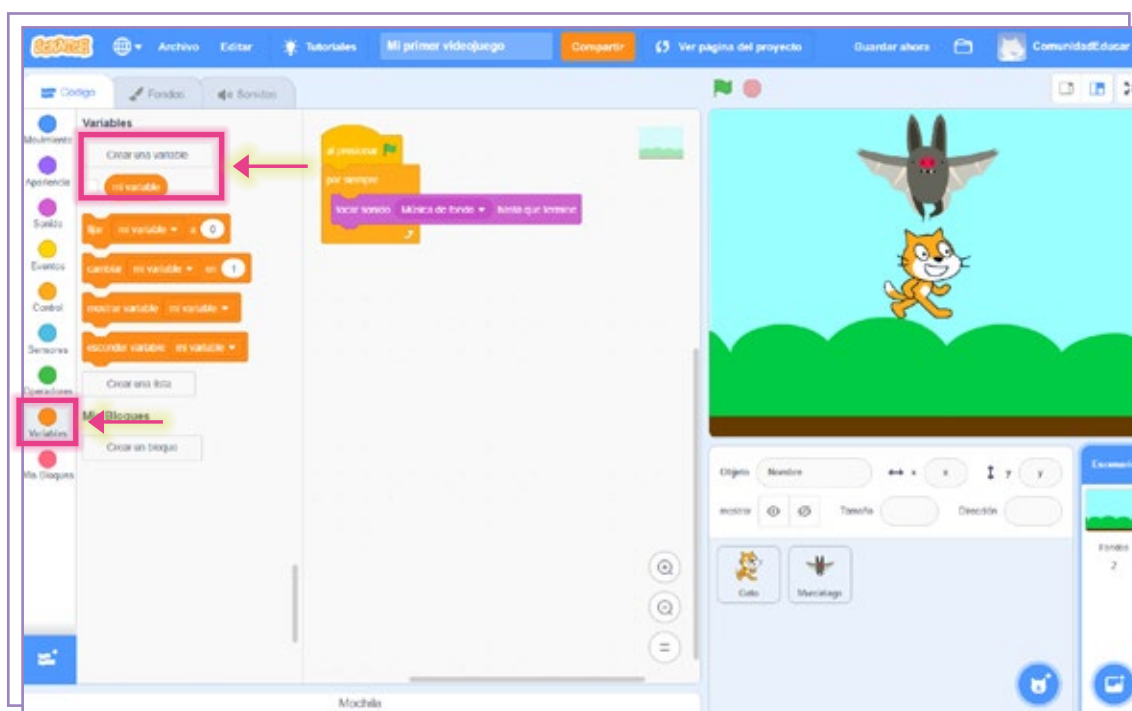 SCRATCH
Archivo Editar Tutoriales Mi primer videojuego Compartir Ver página del proyecto Guardar ahora ComunidadEducar
Código Fondos Sonidos
Movimiento
Apariencia
Sonido
Eventos
Control
Sensores
Operadores
Variables
Mis Bloques
Variables
Crear una variable
mi variable
fijar mi variable a 0
cambiar mi variable en 1
mostrar variable mi variable
esconder variable mi variable
Crear una lista
Mis Bloques
Crear un bloque
al presionar
por siempre
tocar sonido Música de fondo hasta que termine
Objeto Nombre x x y y
mostrar Tamaño Dirección
Gato Murciélago
Escenario
Fondos
2
Mochila